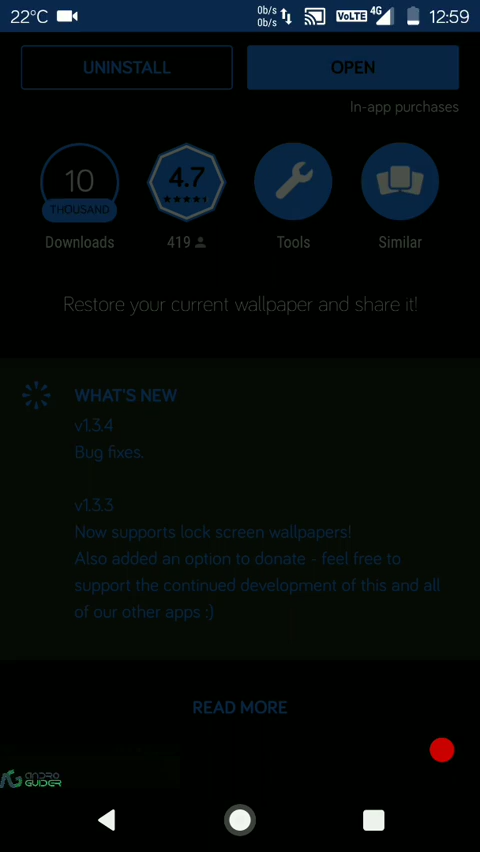 22°C 0b/s 0b/s VoLTE 4G 12:59
UNINSTALL OPEN
In-app purchases
10 THOUSAND 4.7
Downloads 419 Tools Similar
Restore your current wallpaper and share it!
WHAT'S NEW
v1.3.4
Bug fixes.
v1.3.3
Now supports lock screen wallpapers!
Also added an option to donate - feel free to
support the continued development of this and all
of our other apps :)
READ MORE
ANDRO
GUIDER